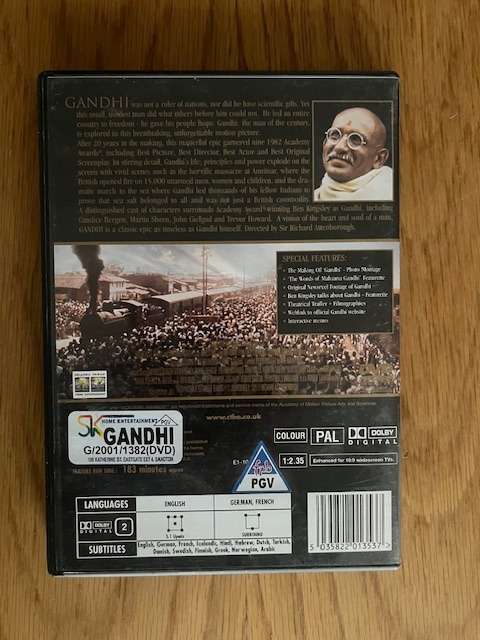 GANDHI was not a ruler of nations, nor did he have scientific gifts. Yet
this small, modest man did what others before him could not. He led an entire
country to freedom - he gave his people hope. Gandhi, the man of the century,
is explored in this breathtaking, unforgettable motion picture.
After 20 years in the making, this masterful epic garnered nine 1982 Academy
Awards®, including Best Picture, Best Director, Best Actor and Best Original
Screenplay. In stirring detail, Gandhi's life, principles and power explode on the
screen with vivid scenes such as the horrific massacre at Amritsar, where the
British opened fire on 15,000 unarmed men, women and children, and the dra-
matic march to the sea where Gandhi led thousands of his fellow Indians to
prove that sea salt belonged to all and was not just a British commodity.
A distinguished cast of characters surrounds Academy Award®-winning Ben Kingsley as Gandhi, including
Candice Bergen, Martin Sheen, John Gielgud and Trevor Howard. A vision of the heart and soul of a man,
GANDHI is a classic epic as timeless as Gandhi himself. Directed by Sir Richard Attenborough.
SPECIAL FEATURES:
• The Making Of 'Gandhi' - Photo Montage
• 'The Words of Mahatma Gandhi' Featurette
• Original Newsreel Footage of Gandhi
• Ben Kingsley talks about Gandhi - Featurette
• Theatrical Trailer • Filmographies
• Weblink to official Gandhi website
• Interactive menus
www.cthe.co.uk
SK HOME ENTERTAINMENT
GANDHI
G/2001/1382(DVD)
FEATURE RUN TIME: 183 minutes approx
fpb
PGV
COLOUR
PAL
DOLBY
DIGITAL
1:2.35
Enhanced for 16:9 widescreen TVs.
LANGUAGES
ENGLISH
GERMAN, FRENCH
DOLBY
DIGITAL
2
5.1
SURROUND
SUBTITLES
English, German, French, Icelandic, Hindi, Hebrew, Dutch, Turkish,
Danish, Swedish, Finnish, Greek, Norwegian, Arabic
5 035822 013537